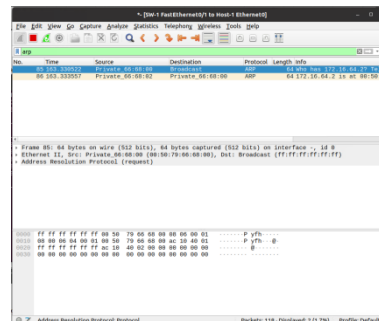 *- [SW-1 FastEthernet0/1 to Host-1 Ethernet0]
File Edit View Go Capture Analyze Statistics Telephony Wireless Tools Help
arp
No. Time Source Destination Protocol Length Info
85 163.330522 Private_66:68:00 Broadcast ARP 64 Who has 172.16.64.2? Te
86 163.333557 Private_66:68:02 Private_66:68:00 ARP 64 172.16.64.2 is at 00:50
Frame 85: 64 bytes on wire (512 bits), 64 bytes captured (512 bits) on interface -, id 0
Ethernet II, Src: Private_66:68:00 (00:50:79:66:68:00), Dst: Broadcast (ff:ff:ff:ff:ff:ff)
Address Resolution Protocol (request)
0000 ff ff ff ff ff ff 00 50 79 66 68 00 08 06 00 01 P yfh
0010 08 00 06 04 00 01 00 50 79 66 68 00 ac 10 40 01 P yfh @
0020 ff ff ff ff ff ff ac 10 40 02 00 00 00 00 00 00 @
0030 00 00 00 00 00 00 00 00 00 00 00 00 00 00 00 00
Address Resolution Protocol: Protocol Packets: 118 Displayed: 2 (1.7%) Profile: Default